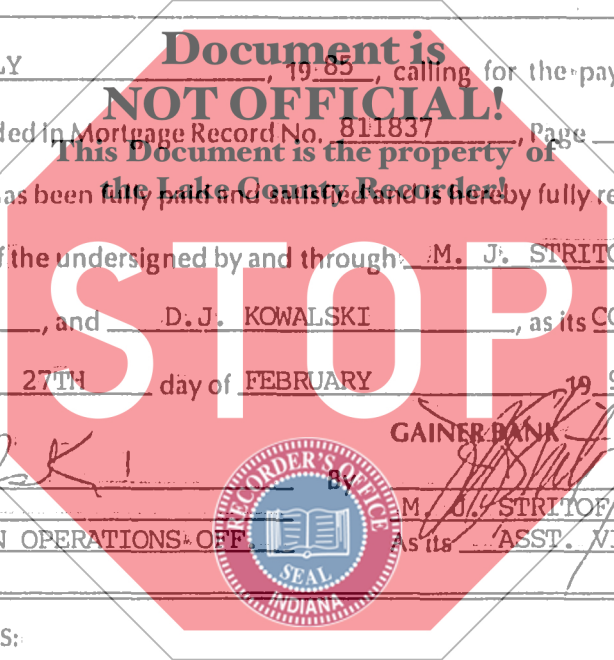 Document is
LY , 19 85 , calling for the pay
NOT OFFICIAL!
ded in Mortgage Record No. 811837 , Page
This Document is the property of
as been fully paid and satisfied and is hereby fully re
the Lake County Recorder!
f the undersigned by and through M. J. STRITO
STOP
, and D.J. KOWALSKI , as its CO
27TH day of FEBRUARY 19 9
GAINER BANK
By
M. J. STRITOF
N OPERATIONS OFF. As its ASST. VI
RECORDER'S OFFICE
SEAL
INDIANA
S: